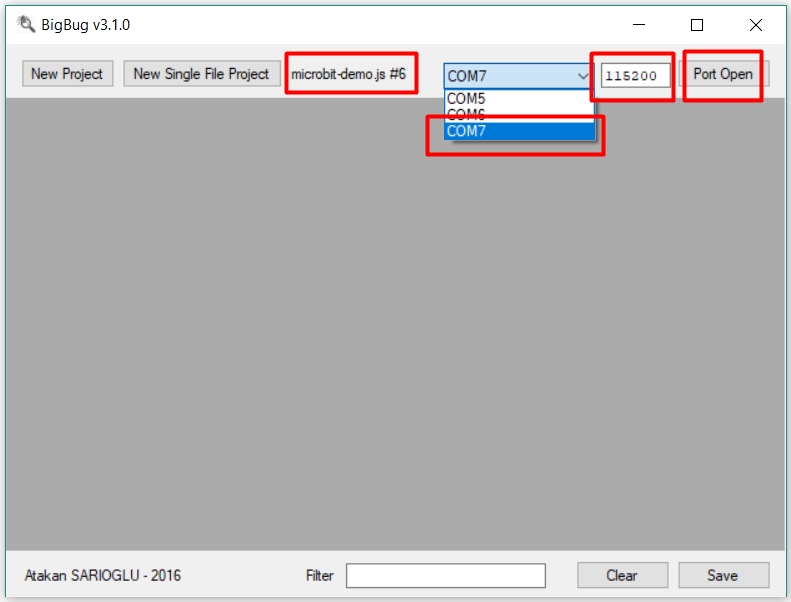 BigBug v3.1.0
New Project New Single File Project microbit-demo.js #6 COM7 115200 Port Open
COM5
COM6
COM7
Atakan SARIOGLU - 2016 Filter Clear Save